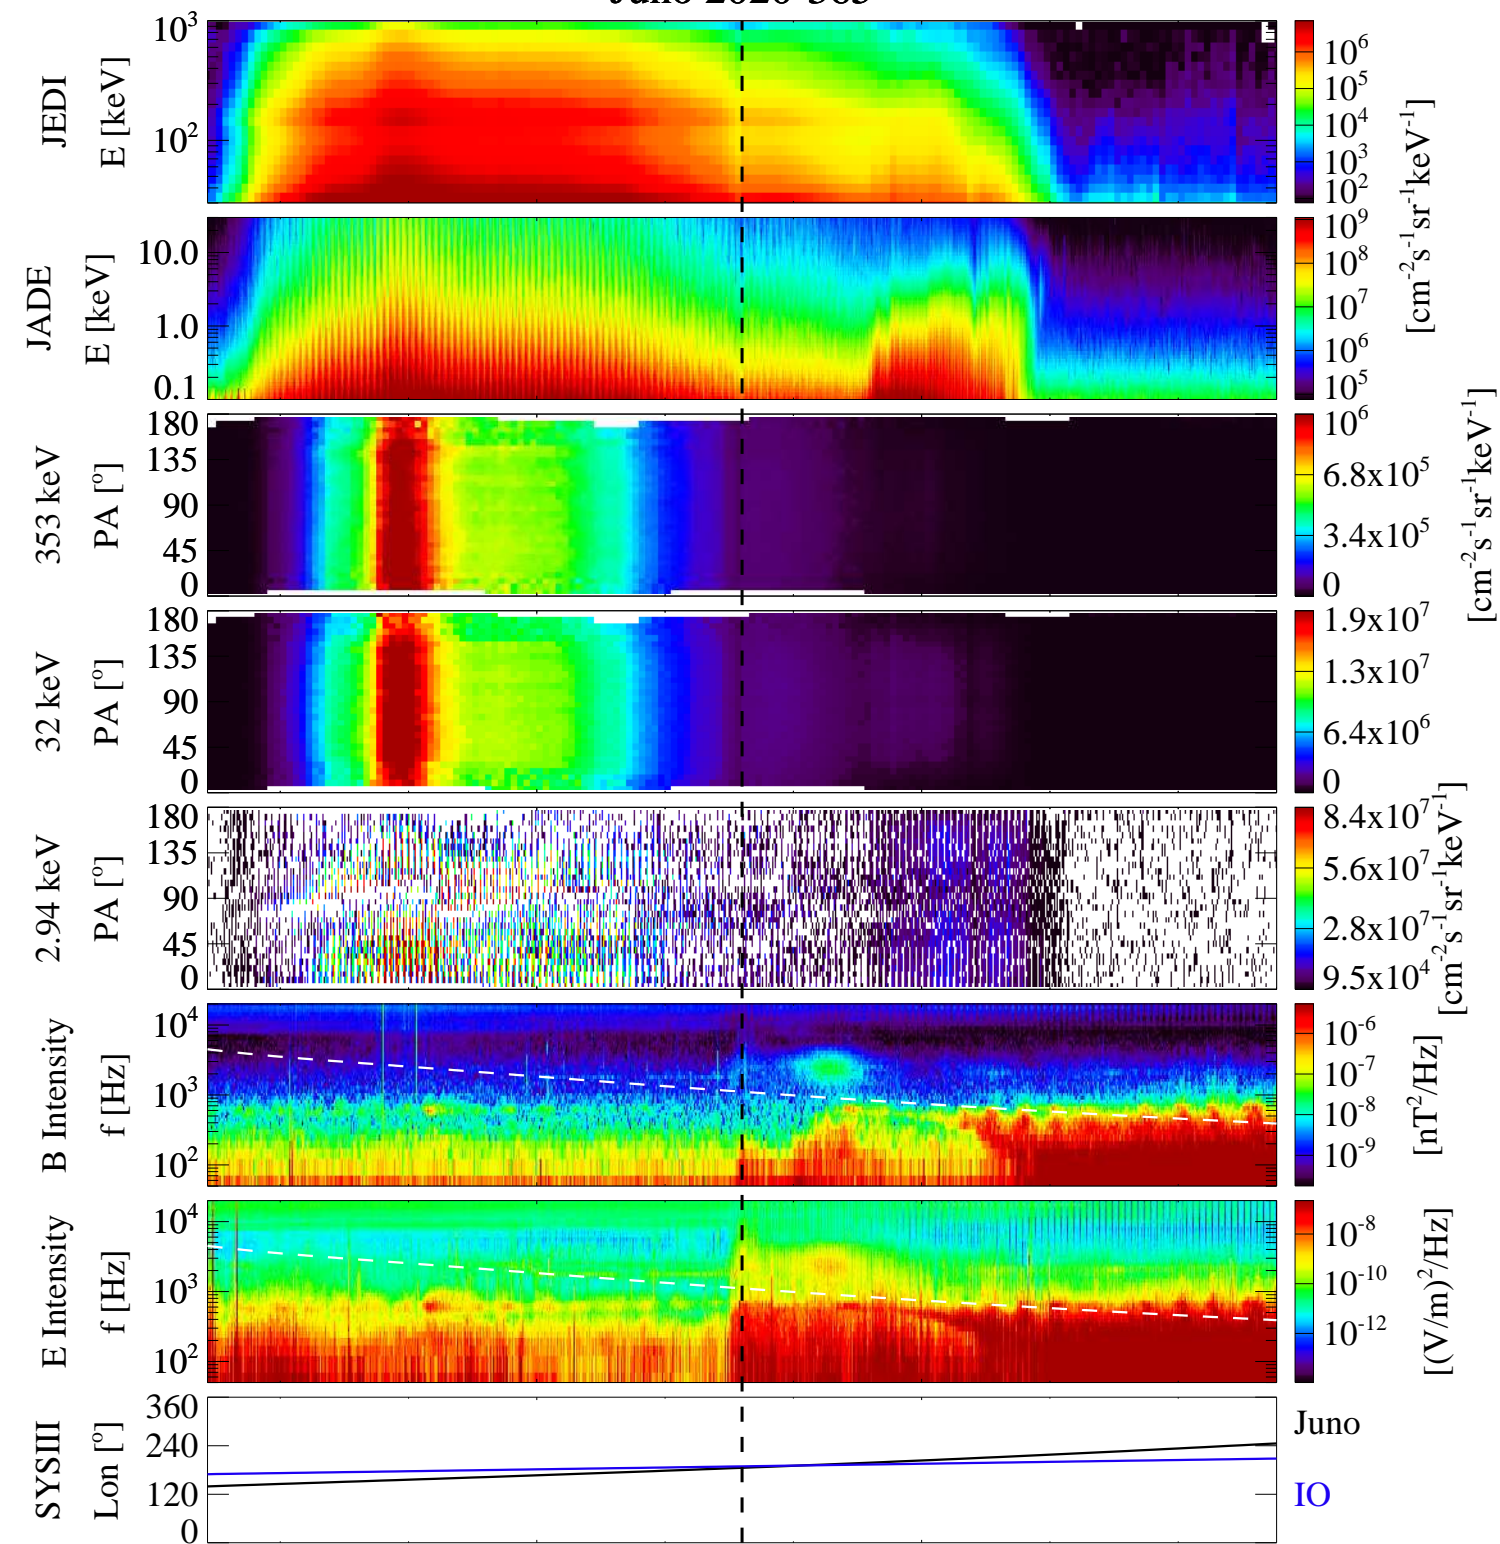 JEDI
E [keV]
10³
10²
10⁶
10⁵
10⁴
10³
10²
[cm⁻²s⁻¹sr⁻¹keV⁻¹]
JADE
E [keV]
10.0
1.0
0.1
10⁹
10⁸
10⁷
10⁶
10⁵
353 keV
PA [°]
180
135
90
45
0
10⁶
6.8x10⁵
3.4x10⁵
0
[cm⁻²s⁻¹sr⁻¹keV⁻¹]
32 keV
PA [°]
180
135
90
45
0
1.9x10⁷
1.3x10⁷
6.4x10⁶
0
2.94 keV
PA [°]
180
135
90
45
0
8.4x10⁷
5.6x10⁷
2.8x10⁷
9.5x10⁴
[cm⁻²s⁻¹sr⁻¹keV⁻¹]
B Intensity
f [Hz]
10⁴
10³
10²
10⁻⁶
10⁻⁷
10⁻⁸
10⁻⁹
[nT²/Hz]
E Intensity
f [Hz]
10⁴
10³
10²
10⁻⁸
10⁻¹⁰
10⁻¹²
[(V/m)²/Hz]
SYSIII
Lon [°]
360
240
120
0
Juno
IO